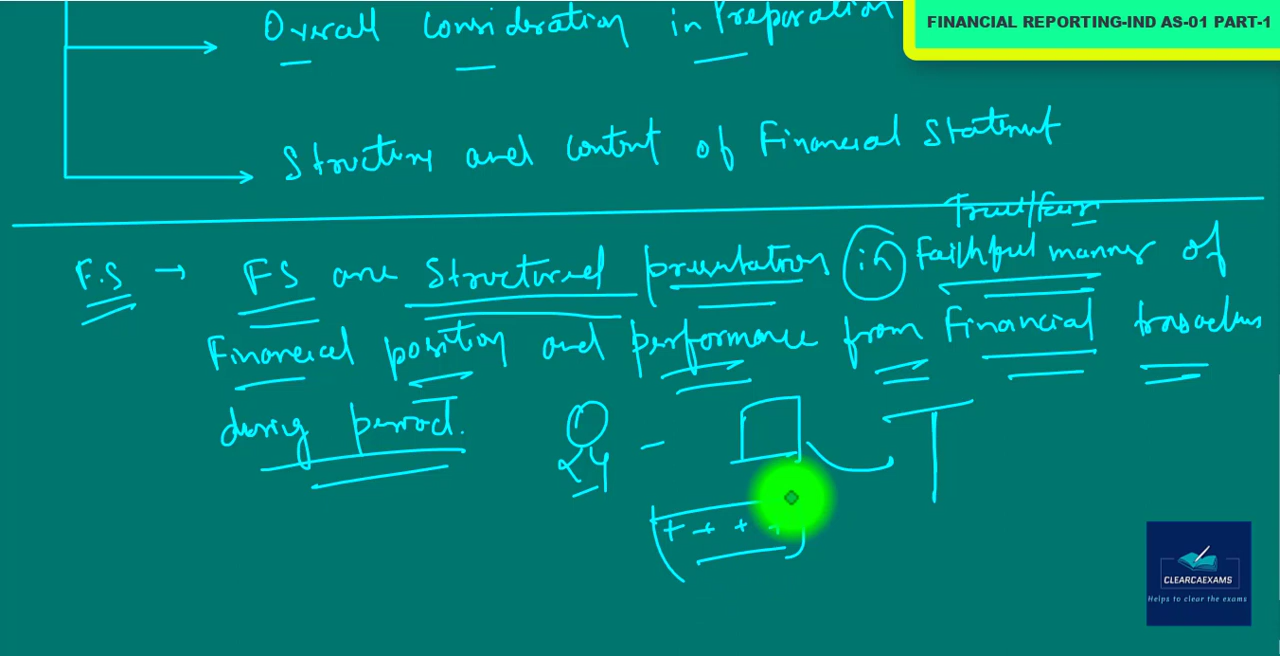 Overall consideration in Preparation
FINANCIAL REPORTING-IND AS-01 PART-1
Structure and content of Financial Statement
True/fair
F.S → FS are Structured presentation in Faithful manner of
Financial position and performance from Financial transactions
during period.
T
CLEARCAEXAMS
Helps to clear the exams